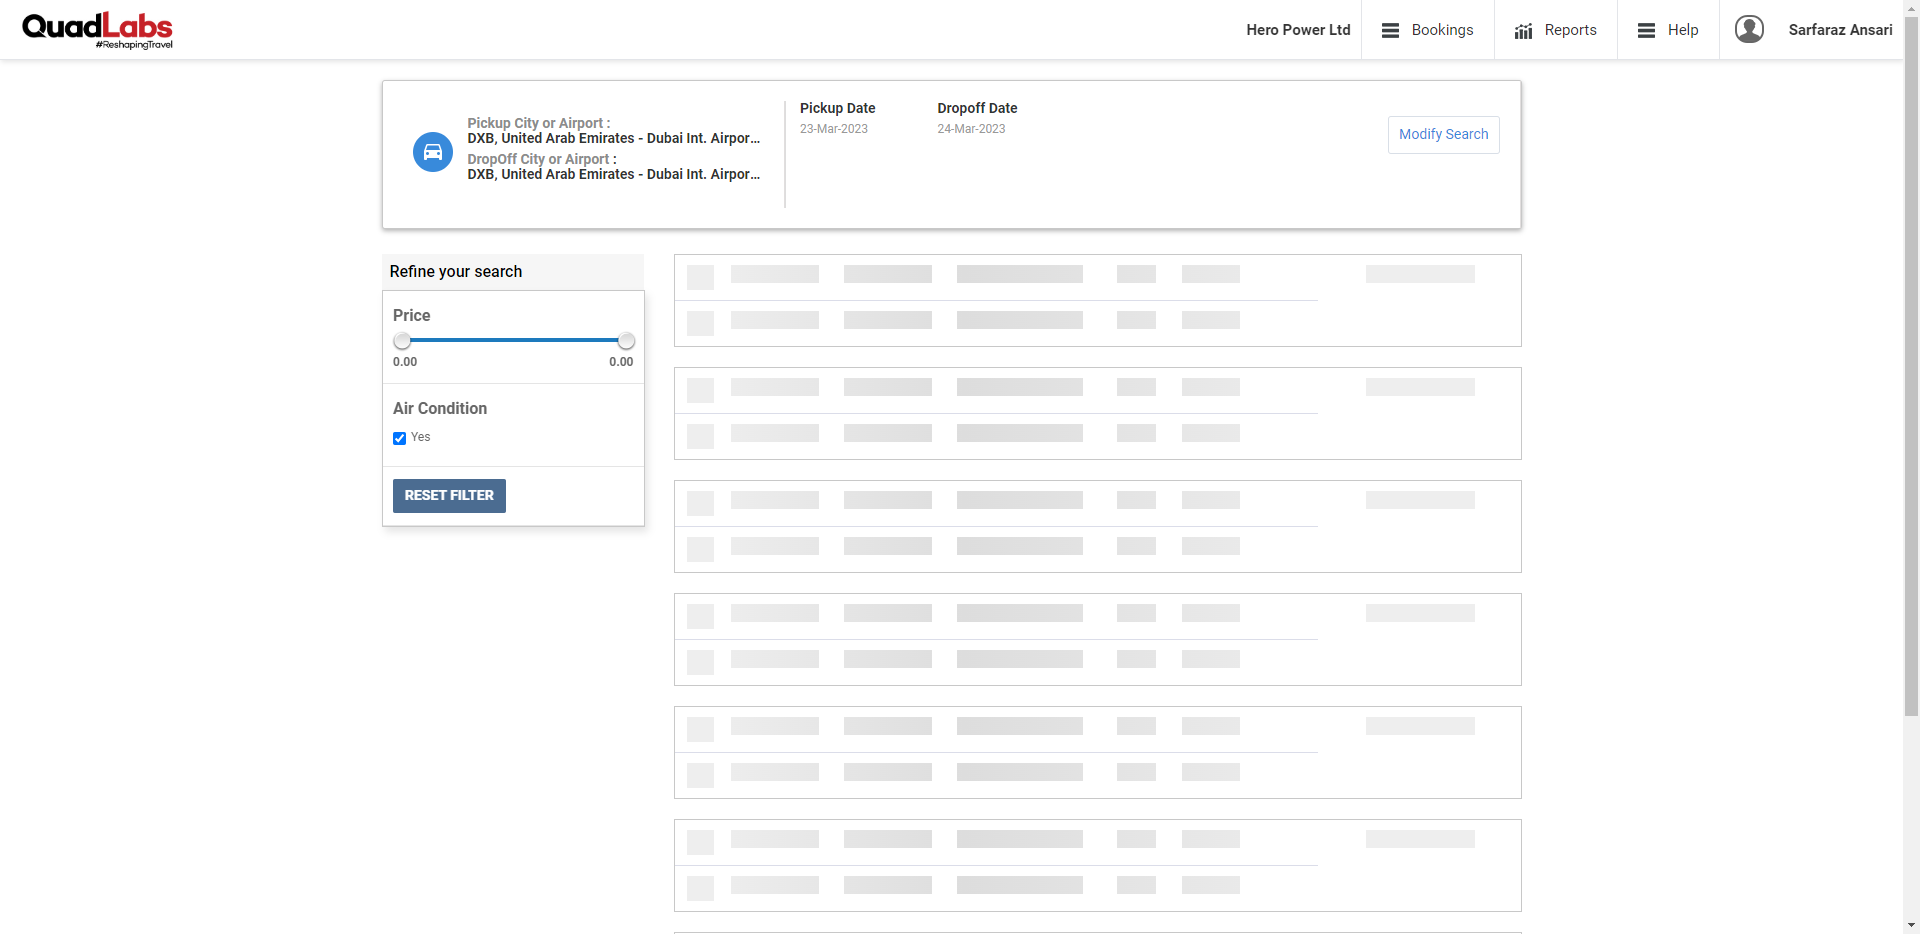 QuadLabs
#ReshapingTravel
Hero Power Ltd
Bookings
Reports
Help
Sarfaraz Ansari
Pickup City or Airport :
DXB, United Arab Emirates - Dubai Int. Airpor...
DropOff City or Airport :
DXB, United Arab Emirates - Dubai Int. Airpor...
Pickup Date
23-Mar-2023
Dropoff Date
24-Mar-2023
Modify Search
Refine your search
Price
0.00 0.00
Air Condition
Yes
RESET FILTER